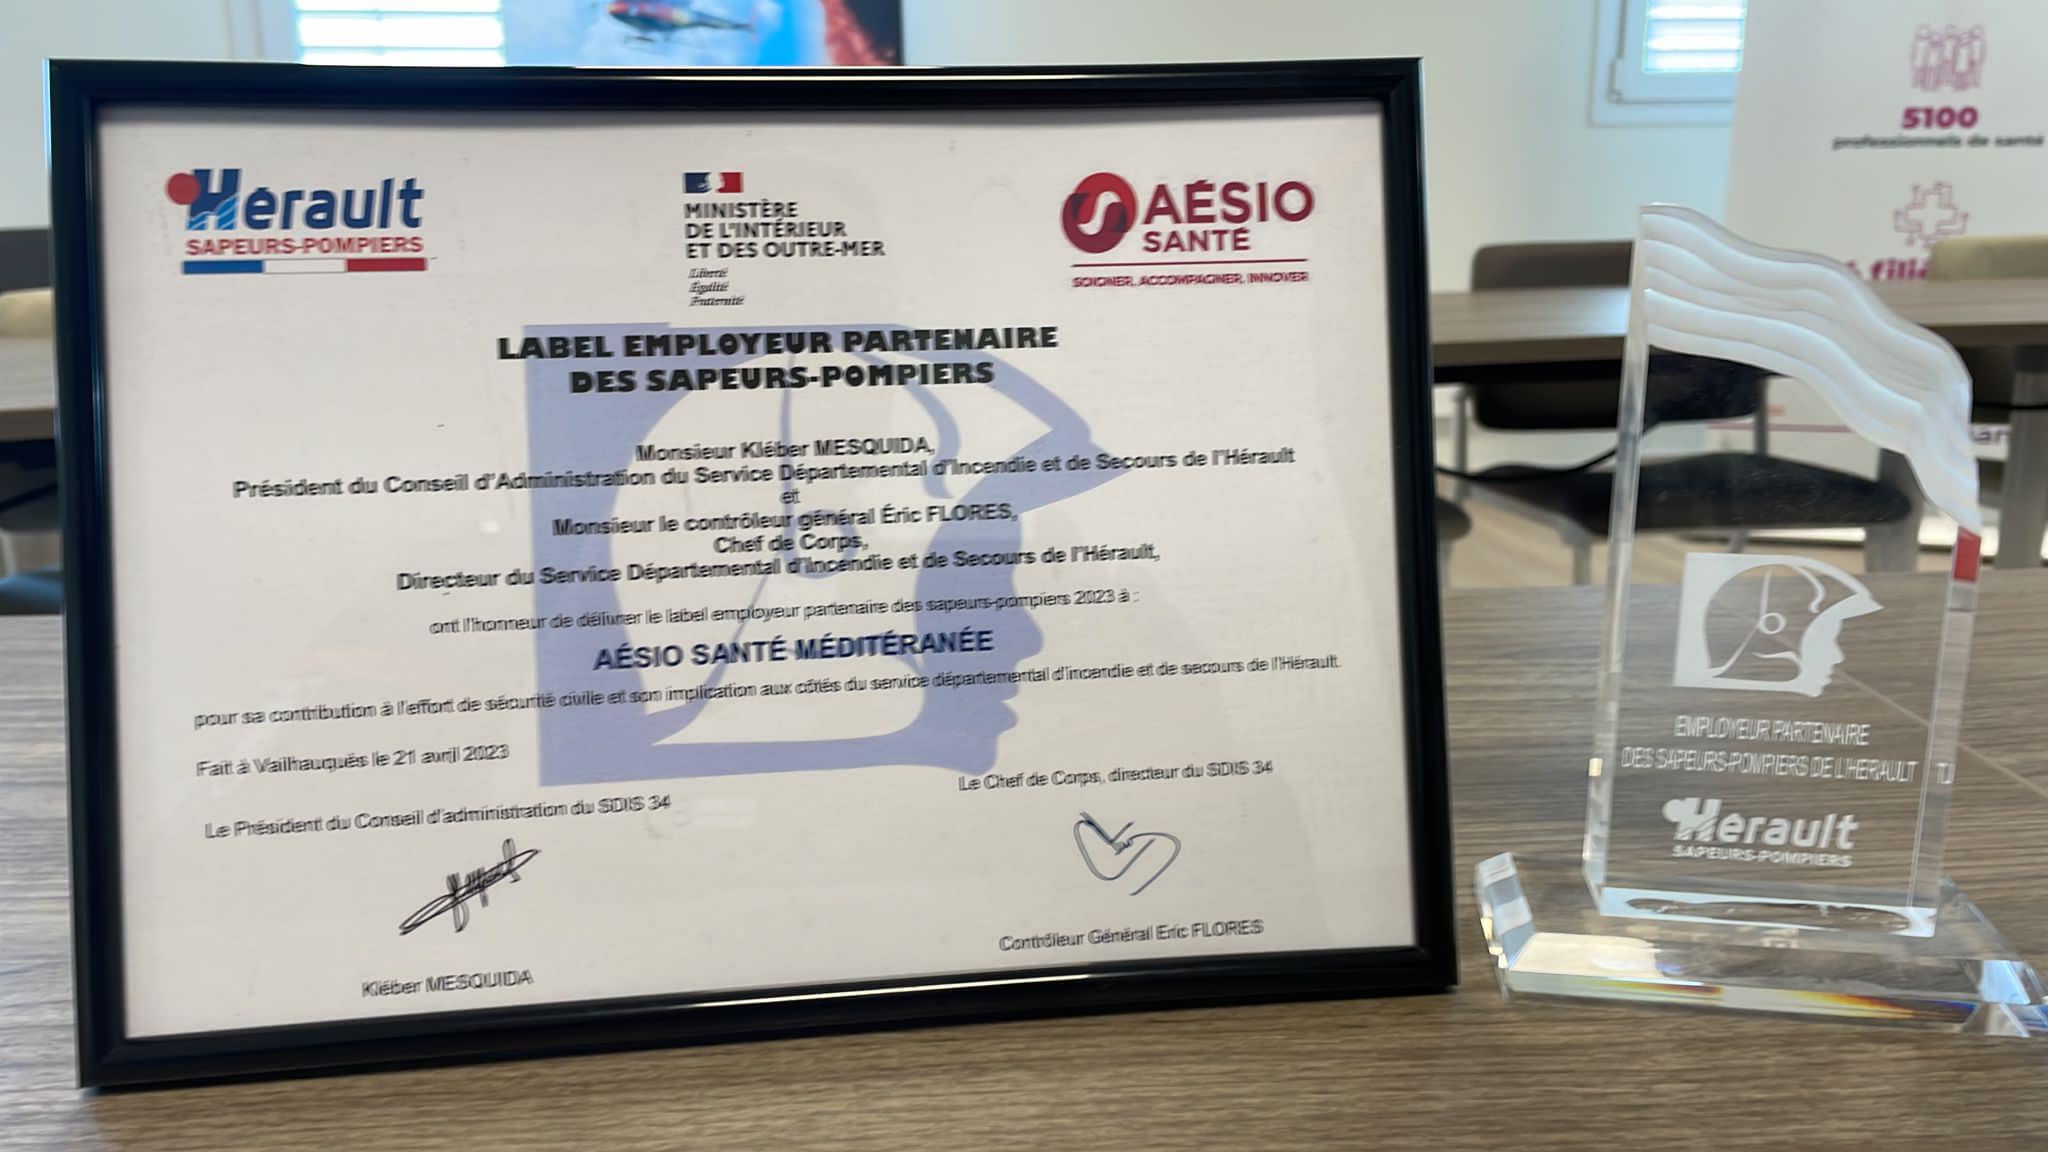 Hérault
SAPEURS-POMPIERS
MINISTÈRE
DE L'INTÉRIEUR
ET DES OUTRE-MER
Liberté
Égalité
Fraternité
AÉSIO
SANTÉ
SOIGNER, ACCOMPAGNER, INNOVER
LABEL EMPLOYEUR PARTENAIRE
DES SAPEURS-POMPIERS
Monsieur Kléber MESQUIDA,
Président du Conseil d'Administration du Service Départemental d'Incendie et de Secours de l'Hérault
et
Monsieur le contrôleur général Éric FLORES,
Chef de Corps,
Directeur du Service Départemental d'Incendie et de Secours de l'Hérault,
ont l'honneur de délivrer le label employeur partenaire des sapeurs-pompiers 2023 à :
AÉSIO SANTÉ MÉDITÉRANÉE
pour sa contribution à l'effort de sécurité civile et son implication aux côtés du service départemental d'incendie et de secours de l'Hérault.
Fait à Vailhauquès le 21 avril 2023
Le Président du Conseil d'administration du SDIS 34
Le Chef de Corps, directeur du SDIS 34
Kléber MESQUIDA
Contrôleur Général Eric FLORES
5100
professionnels de santé
EMPLOYEUR PARTENAIRE
DES SAPEURS-POMPIERS DE L'HERAULT
Hérault
SAPEURS-POMPIERS